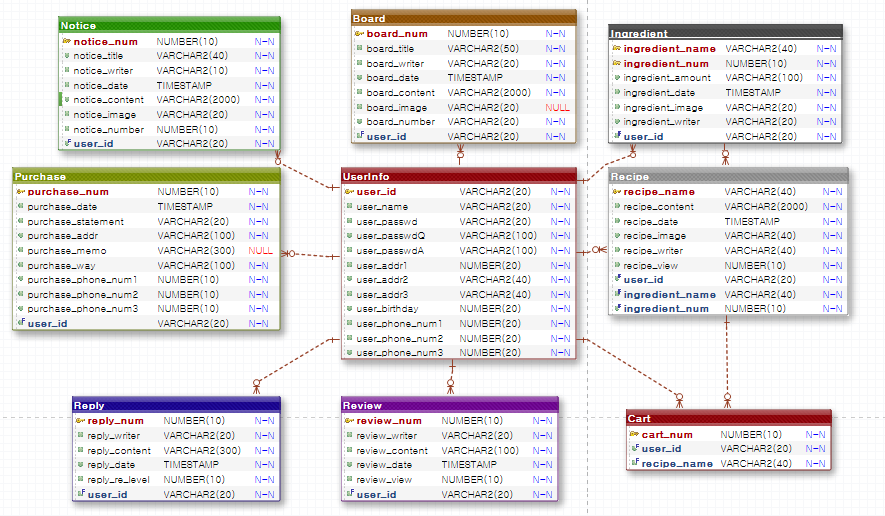 Notice
notice_num NUMBER(10) N-N
notice_title VARCHAR2(40) N-N
notice_writer VARCHAR2(10) N-N
notice_date TIMESTAMP N-N
notice_content VARCHAR2(2000) N-N
notice_image VARCHAR2(20) N-N
notice_number NUMBER(10) N-N
user_id VARCHAR2(20) N-N
Board
board_num NUMBER(10) N-N
board_title VARCHAR2(50) N-N
board_writer VARCHAR2(20) N-N
board_date TIMESTAMP N-N
board_content VARCHAR2(2000) N-N
board_image VARCHAR2(20) NULL
board_number VARCHAR2(20) N-N
user_id VARCHAR2(20) N-N
Ingredient
ingredient_name VARCHAR2(40) N-N
ingredient_num NUMBER(10) N-N
ingredient_amount VARCHAR2(100) N-N
ingredient_date TIMESTAMP N-N
ingredient_image VARCHAR2(20) N-N
ingredient_writer VARCHAR2(20) N-N
user_id VARCHAR2(20) N-N
Purchase
purchase_num NUMBER(10) N-N
purchase_date TIMESTAMP N-N
purchase_statement VARCHAR2(20) N-N
purchase_addr VARCHAR2(100) N-N
purchase_memo VARCHAR2(300) NULL
purchase_way VARCHAR2(100) N-N
purchase_phone_num1 NUMBER(10) N-N
purchase_phone_num2 NUMBER(10) N-N
purchase_phone_num3 NUMBER(10) N-N
user_id VARCHAR2(20) N-N
UserInfo
user_id VARCHAR2(20) N-N
user_name VARCHAR2(20) N-N
user_passwd VARCHAR2(20) N-N
user_passwdQ VARCHAR2(100) N-N
user_passwdA VARCHAR2(100) N-N
user_addr1 NUMBER(20) N-N
user_addr2 VARCHAR2(40) N-N
user_addr3 VARCHAR2(40) N-N
user_birthday NUMBER(20) N-N
user_phone_num1 NUMBER(20) N-N
user_phone_num2 NUMBER(20) N-N
user_phone_num3 NUMBER(20) N-N
Recipe
recipe_name VARCHAR2(40) N-N
recipe_content VARCHAR2(2000) N-N
recipe_date TIMESTAMP N-N
recipe_image VARCHAR2(40) N-N
recipe_writer VARCHAR2(40) N-N
recipe_view NUMBER(10) N-N
user_id VARCHAR2(20) N-N
ingredient_name VARCHAR2(40) N-N
ingredient_num NUMBER(10) N-N
Reply
reply_num NUMBER(10) N-N
reply_writer VARCHAR2(20) N-N
reply_content VARCHAR2(300) N-N
reply_date TIMESTAMP N-N
reply_re_level NUMBER(10) N-N
user_id VARCHAR2(20) N-N
Review
review_num NUMBER(10) N-N
review_writer VARCHAR2(20) N-N
review_content VARCHAR2(100) N-N
review_date TIMESTAMP N-N
review_view NUMBER(10) N-N
user_id VARCHAR2(20) N-N
Cart
cart_num NUMBER(10) N-N
user_id VARCHAR2(20) N-N
recipe_name VARCHAR2(40) N-N